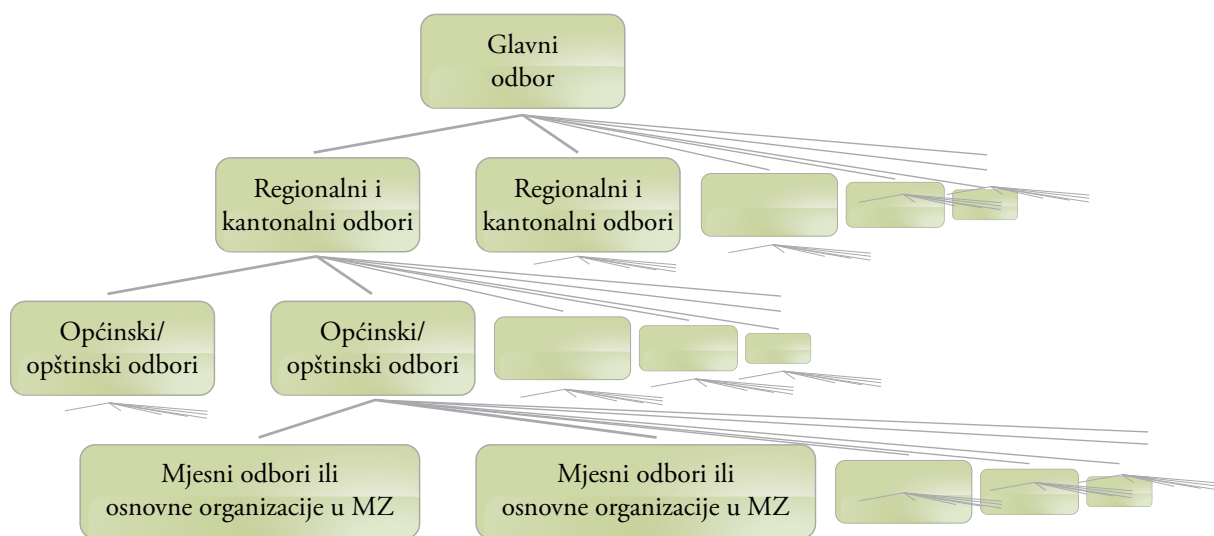 Glavni
odbor
Regionalni i
kantonalni odbori
Regionalni i
kantonalni odbori
Općinski/
opštinski odbori
Općinski/
opštinski odbori
Mjesni odbori ili
osnovne organizacije u MZ
Mjesni odbori ili
osnovne organizacije u MZ